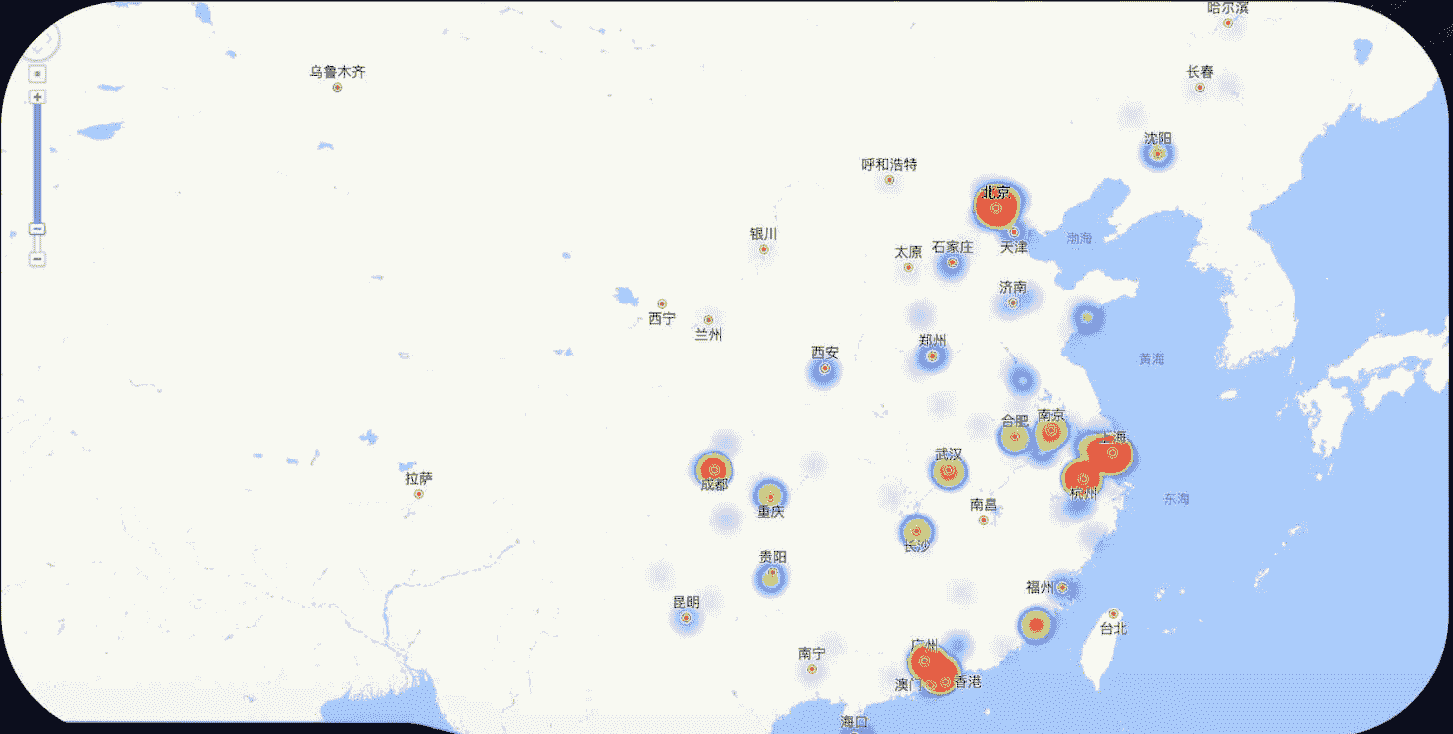 哈尔滨
乌鲁木齐
长春
沈阳
呼和浩特
北京
银川
渤海
太原
石家庄
天津
济南
西宁
兰州
郑州
西安
黄海
合肥
南京
上海
武汉
拉萨
成都
杭州
东海
重庆
南昌
长沙
贵阳
福州
昆明
台北
广州
南宁
澳门
香港
海口